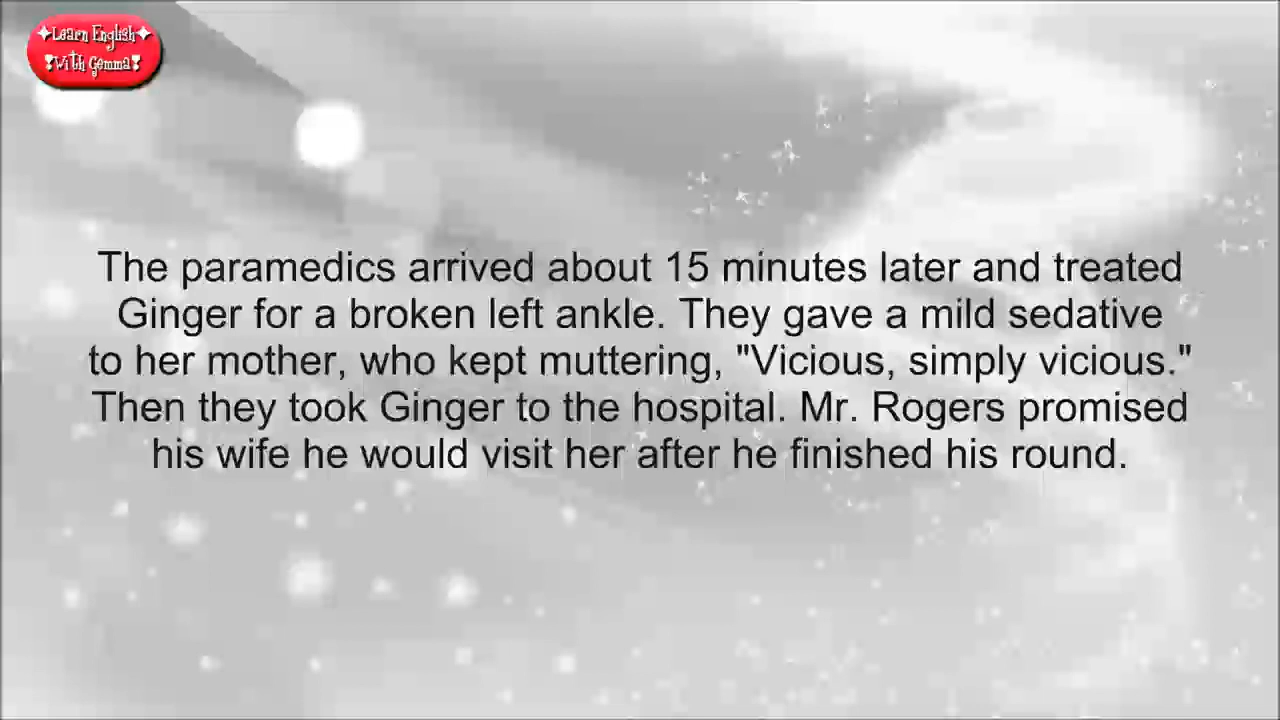 ✦Learn English✦
❣With Gemma❣
The paramedics arrived about 15 minutes later and treated
Ginger for a broken left ankle. They gave a mild sedative
to her mother, who kept muttering, "Vicious, simply vicious."
Then they took Ginger to the hospital. Mr. Rogers promised
his wife he would visit her after he finished his round.